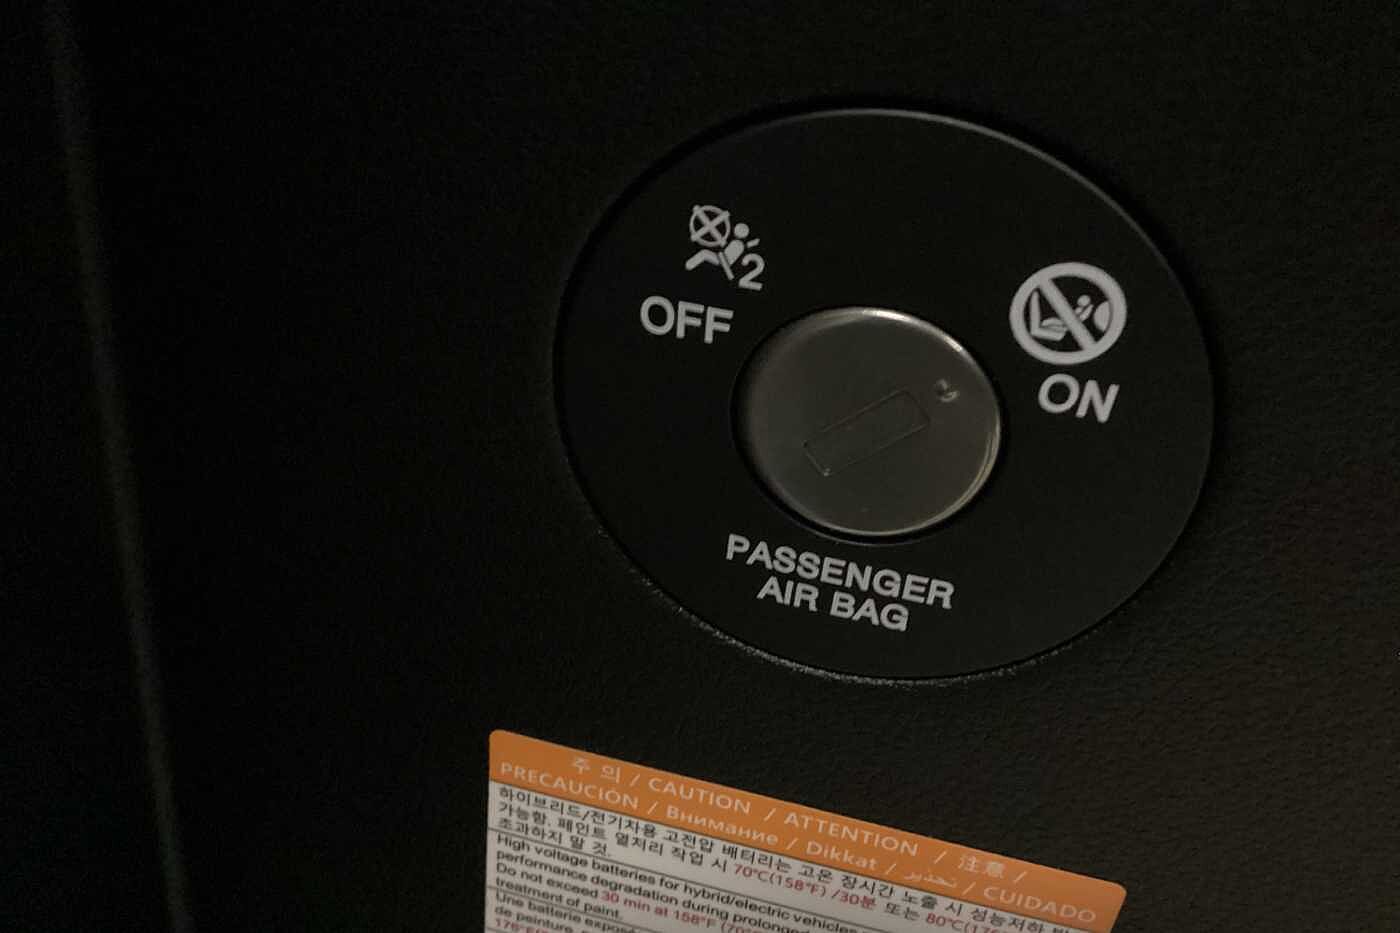 2
OFF
ON
PASSENGER
AIR BAG
주 의 / CAUTION / ATTENTION / 注意 /
PRECAUCIÓN / Внимание / Dikkat / تحذير / CUIDADO
하이브리드/전기차용 고전압 배터리는 고온 장시간 노출 시 성능저하
가능함. 페인트 열처리 작업 시 70℃(158℉) /30분 또는 80℃
초과하지 말 것.
High voltage batteries for hybrid/electric vehicles
performance degradation during prolonged
Do not exceed 30 min at 158℉
treatment of paint.
Une batterie
de peinture,